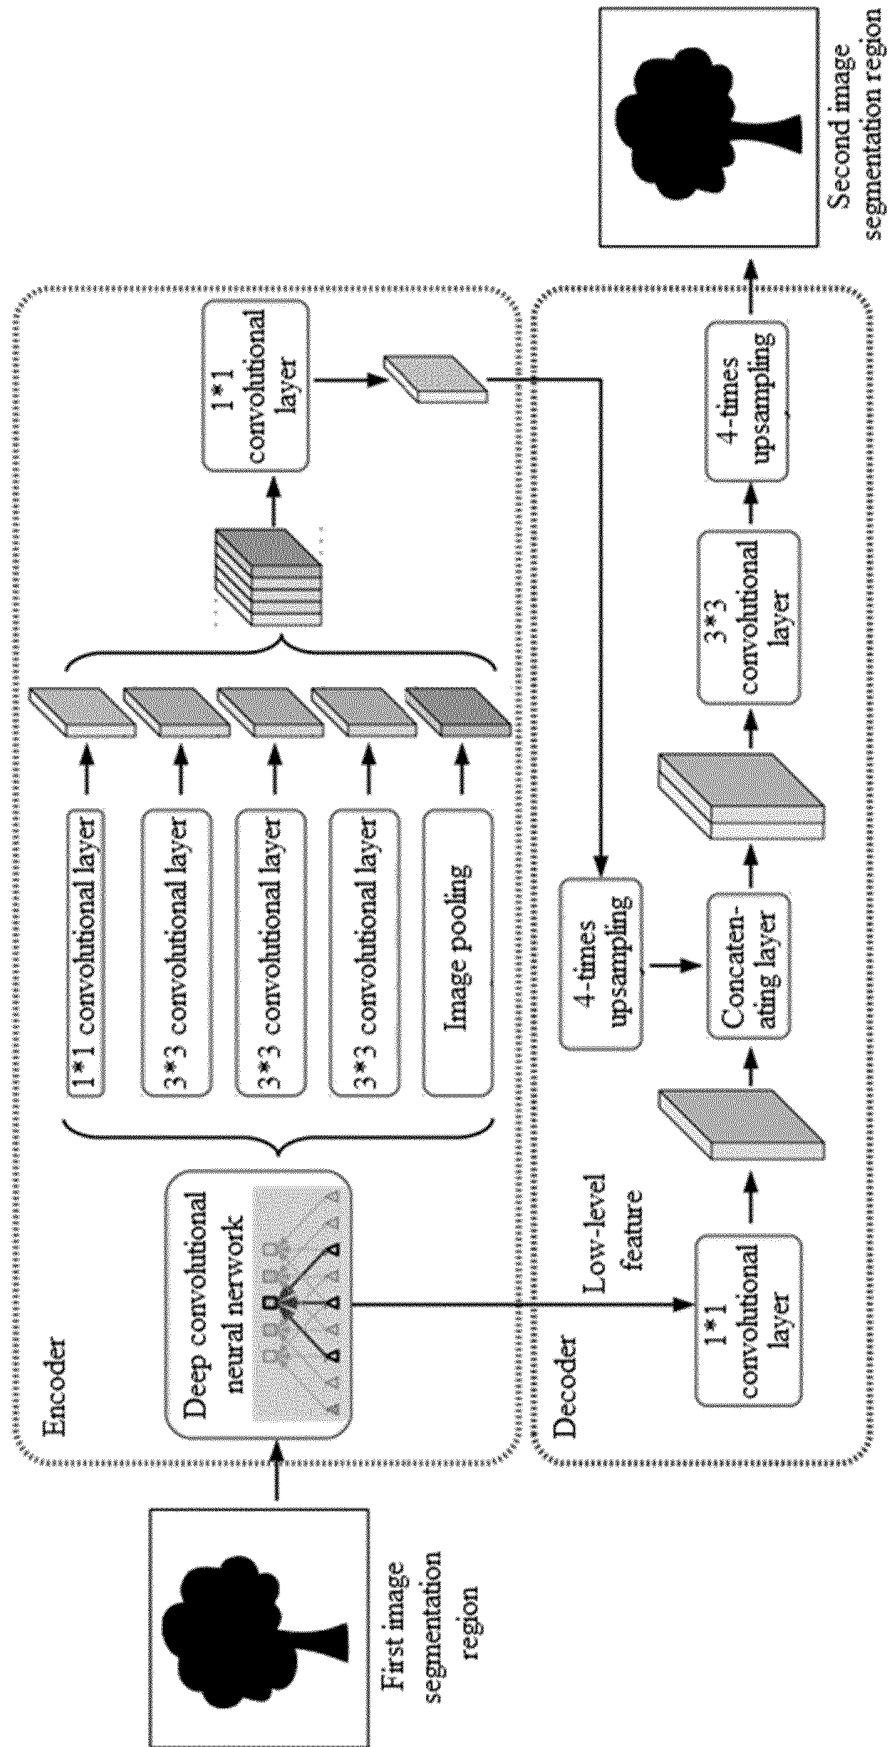 Encoder
Deep convolutional
neural nerwork
1*1 convolutional layer
3*3 convolutional layer
3*3 convolutional layer
3*3 convolutional layer
Image pooling
1*1
convolutional
layer
First image
segmentation
region
Decoder
Low-level
feature
1*1
convolutional
layer
4-times
upsampling
Concaten-
ating layer
3*3
convolutional
layer
4-times
upsampling
Second image
segmentation region